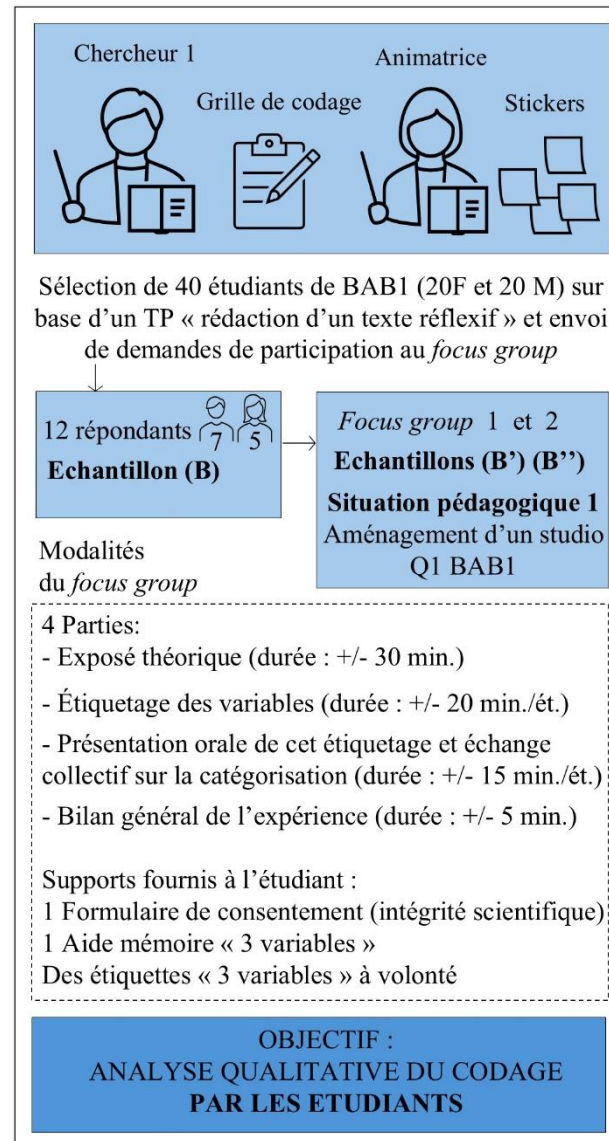 Chercheur 1
Animatrice
Grille de codage
Stickers
Sélection de 40 étudiants de BAB1 (20F et 20 M) sur
base d’un TP « rédaction d’un texte réflexif » et envoi
de demandes de participation au focus group
12 répondants
7 5
Echantillon (B)
Focus group 1 et 2
Echantillons (B’) (B’’)
Situation pédagogique 1
Aménagement d’un studio
Q1 BAB1
Modalités
du focus group
4 Parties:
- Exposé théorique (durée : +/- 30 min.)
- Étiquetage des variables (durée : +/- 20 min./ét.)
- Présentation orale de cet étiquetage et échange
collectif sur la catégorisation (durée : +/- 15 min./ét.)
- Bilan général de l’expérience (durée : +/- 5 min.)
Supports fournis à l’étudiant :
1 Formulaire de consentement (intégrité scientifique)
1 Aide mémoire « 3 variables »
Des étiquettes « 3 variables » à volonté
OBJECTIF :
ANALYSE QUALITATIVE DU CODAGE
PAR LES ETUDIANTS